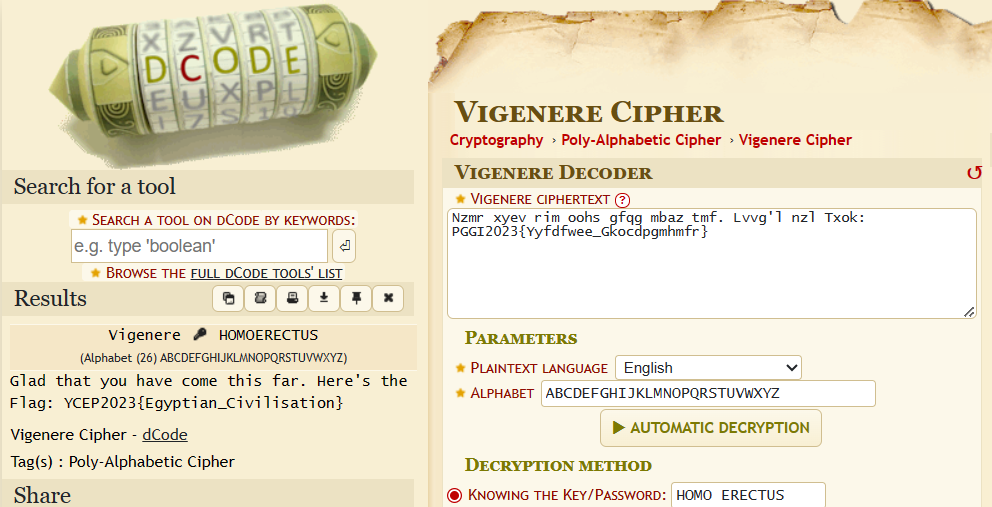 X Z V R T
D C O D E
E U X P L
Search for a tool
Search a tool on dCode by keywords:
e.g. type 'boolean'
Browse the full dCode tools' list
Results
Vigenere HOMOERECTUS
(Alphabet (26) ABCDEFGHIJKLMNOPQRSTUVWXYZ)
Glad that you have come this far. Here's the
Flag: YCEP2023{Egyptian_Civilisation}
Vigenere Cipher - dCode
Tag(s) : Poly-Alphabetic Cipher
Share
Vigenere Cipher
Cryptography › Poly-Alphabetic Cipher › Vigenere Cipher
Vigenere Decoder
Vigenere ciphertext ?
Nzmr xyev rim oohs gfqg mbaz tmf. Lvvg'l nzl Txok:
PGGI2023{Yyfdfwee_Gkocdpgmhmfr}
Parameters
Plaintext language English
Alphabet ABCDEFGHIJKLMNOPQRSTUVWXYZ
▶ AUTOMATIC DECRYPTION
Decryption method
Knowing the Key/Password: HOMO ERECTUS